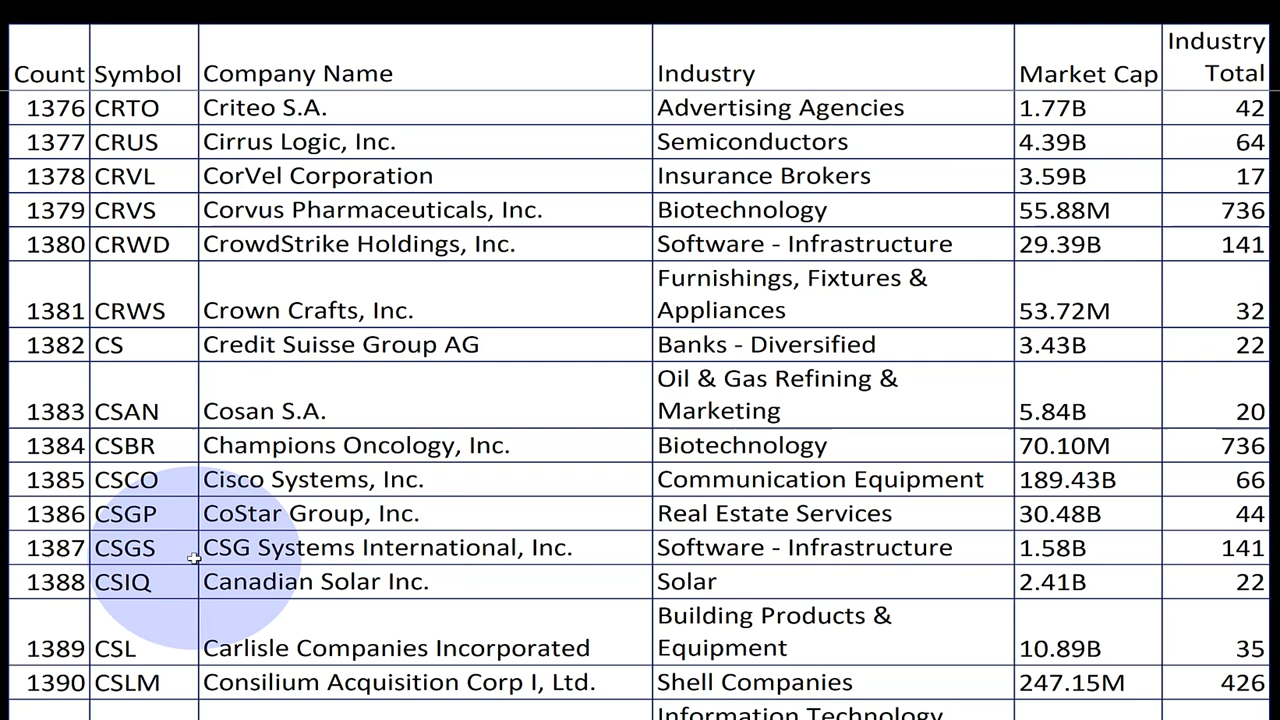 Count Symbol Company Name Industry Market Cap Industry Total
1376 CRTO Criteo S.A. Advertising Agencies 1.77B 42
1377 CRUS Cirrus Logic, Inc. Semiconductors 4.39B 64
1378 CRVL CorVel Corporation Insurance Brokers 3.59B 17
1379 CRVS Corvus Pharmaceuticals, Inc. Biotechnology 55.88M 736
1380 CRWD CrowdStrike Holdings, Inc. Software - Infrastructure 29.39B 141
1381 CRWS Crown Crafts, Inc. Furnishings, Fixtures & Appliances 53.72M 32
1382 CS Credit Suisse Group AG Banks - Diversified 3.43B 22
1383 CSAN Cosan S.A. Oil & Gas Refining & Marketing 5.84B 20
1384 CSBR Champions Oncology, Inc. Biotechnology 70.10M 736
1385 CSCO Cisco Systems, Inc. Communication Equipment 189.43B 66
1386 CSGP CoStar Group, Inc. Real Estate Services 30.48B 44
1387 CSGS CSG Systems International, Inc. Software - Infrastructure 1.58B 141
1388 CSIQ Canadian Solar Inc. Solar 2.41B 22
1389 CSL Carlisle Companies Incorporated Building Products & Equipment 10.89B 35
1390 CSLM Consilium Acquisition Corp I, Ltd. Shell Companies 247.15M 426
Information Technology